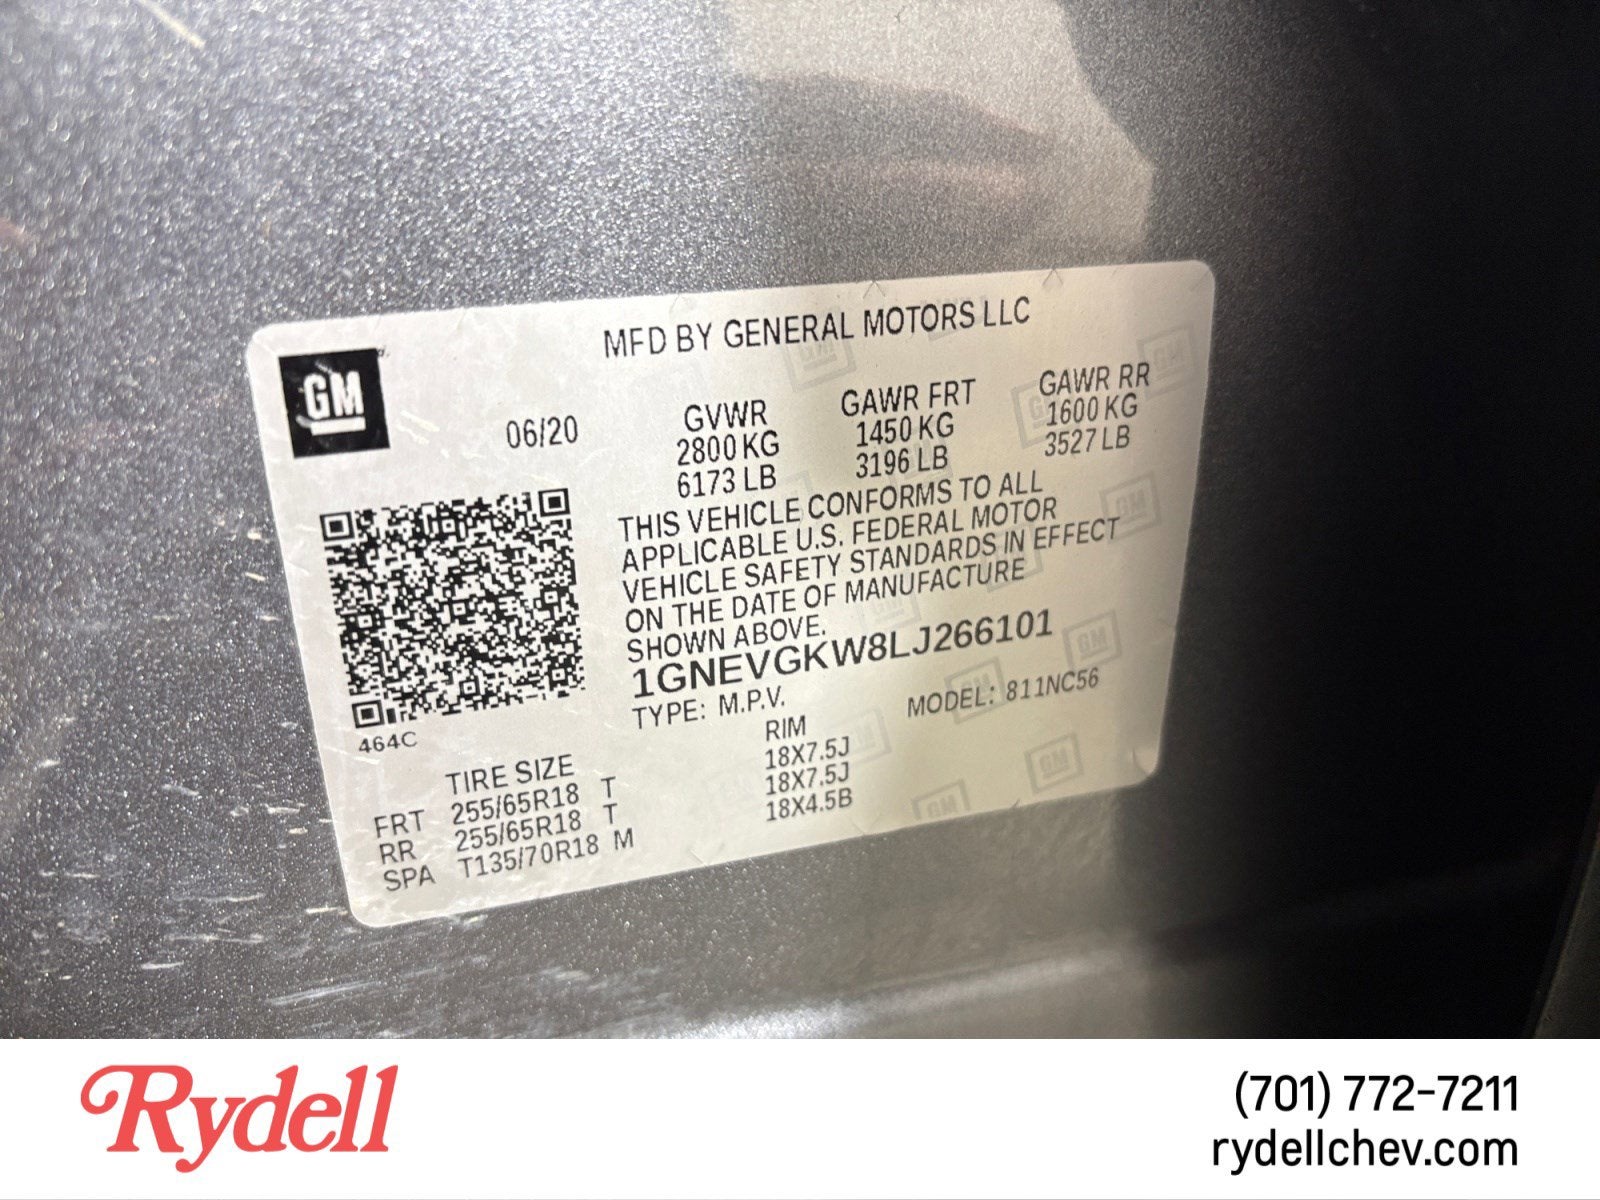 MFD BY GENERAL MOTORS LLC
GM
06/20
GVWR
2800 KG
6173 LB
GAWR FRT
1450 KG
3196 LB
GAWR RR
1600 KG
3527 LB
THIS VEHICLE CONFORMS TO ALL
APPLICABLE U.S. FEDERAL MOTOR
VEHICLE SAFETY STANDARDS IN EFFECT
ON THE DATE OF MANUFACTURE
SHOWN ABOVE.
1GNEVGKW8LJ266101
TYPE: M.P.V. MODEL: 811NC56
464C
TIRE SIZE RIM
FRT 255/65R18 T 18X7.5J
RR 255/65R18 T 18X7.5J
SPA T135/70R18 M 18X4.5B
Rydell
(701) 772-7211
rydellchev.com